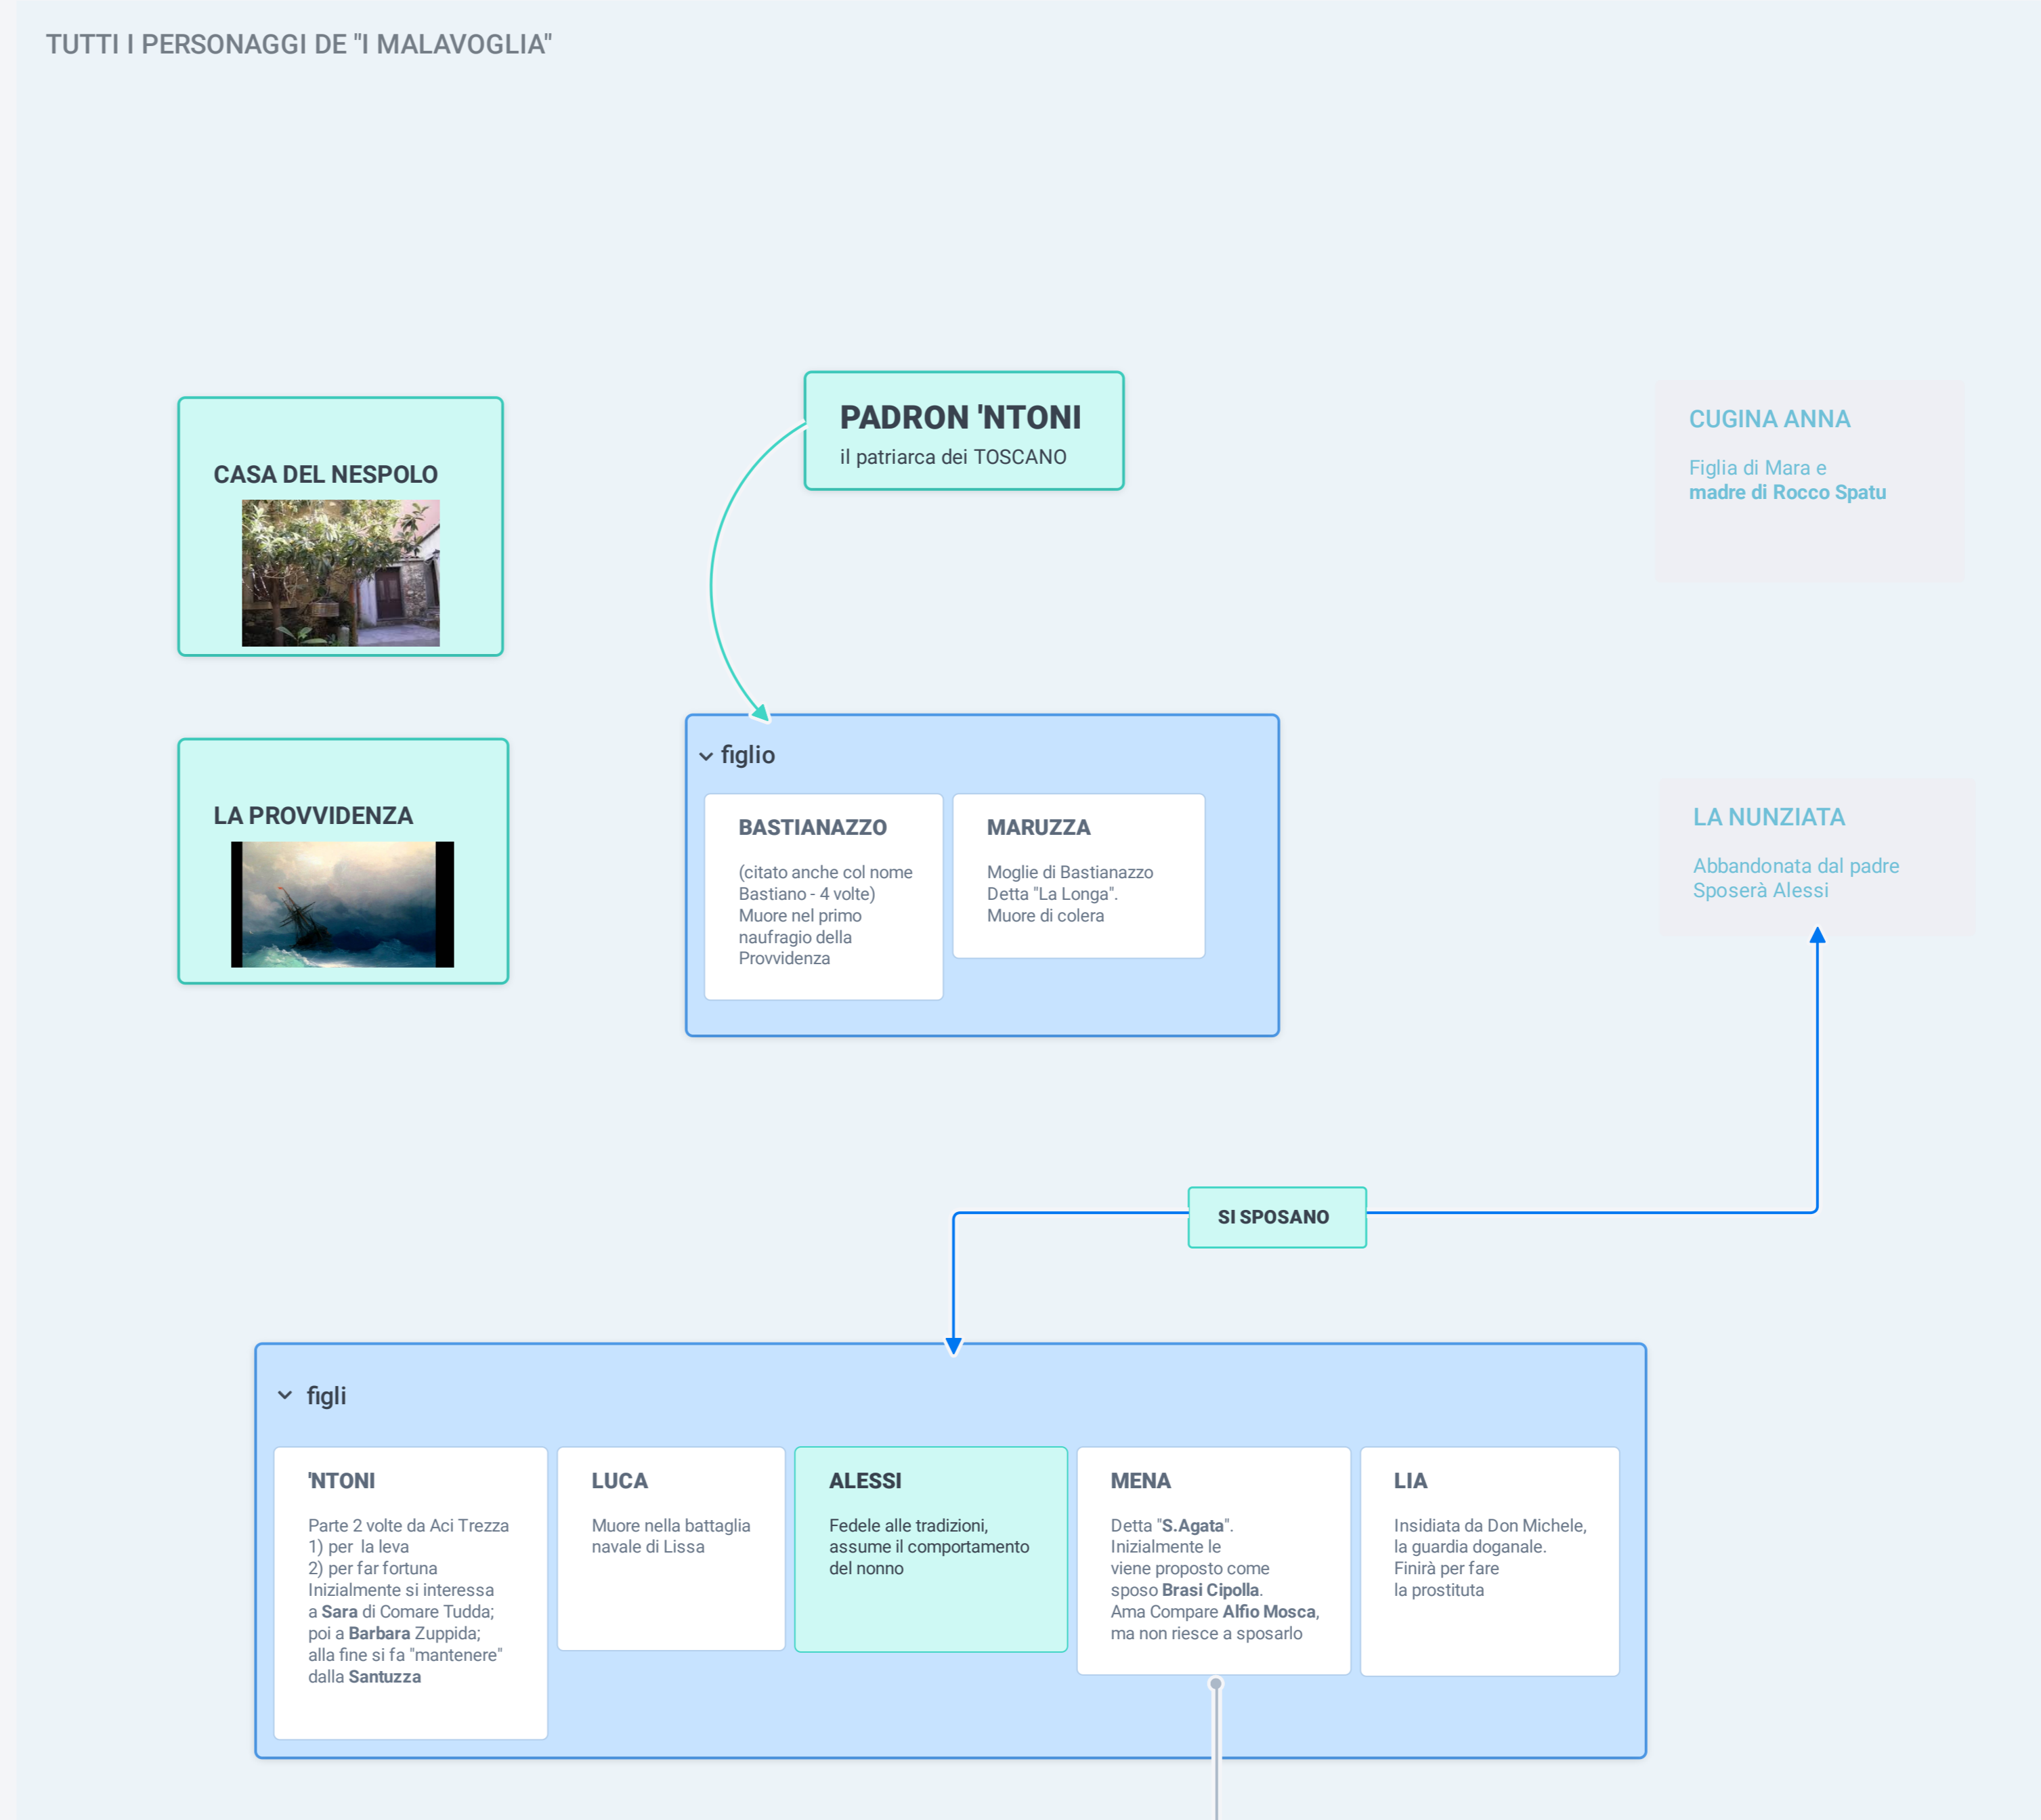 TUTTI I PERSONAGGI DE "I MALAVOGLIA"
CASA DEL NESPOLO
LA PROVVIDENZA
PADRON 'NTONI
il patriarca dei TOSCANO
CUGINA ANNA
Figlia di Mara e
madre di Rocco Spatu
figlio
BASTIANAZZO
(citato anche col nome
Bastiano - 4 volte)
Muore nel primo
naufragio della
Provvidenza
MARUZZA
Moglie di Bastianazzo
Detta "La Longa".
Muore di colera
LA NUNZIATA
Abbandonata dal padre
Sposerà Alessi
SI SPOSANO
figli
'NTONI
Parte 2 volte da Aci Trezza
1) per  la leva
2) per far fortuna
Inizialmente si interessa
a Sara di Comare Tudda;
poi a Barbara Zuppida;
alla fine si fa "mantenere"
dalla Santuzza
LUCA
Muore nella battaglia
navale di Lissa
ALESSI
Fedele alle tradizioni,
assume il comportamento
del nonno
MENA
Detta "S.Agata".
Inizialmente le
viene proposto come
sposo Brasi Cipolla.
Ama Compare Alfio Mosca,
ma non riesce a sposarlo
LIA
Insidiata da Don Michele,
la guardia doganale.
Finirà per fare
la prostituta